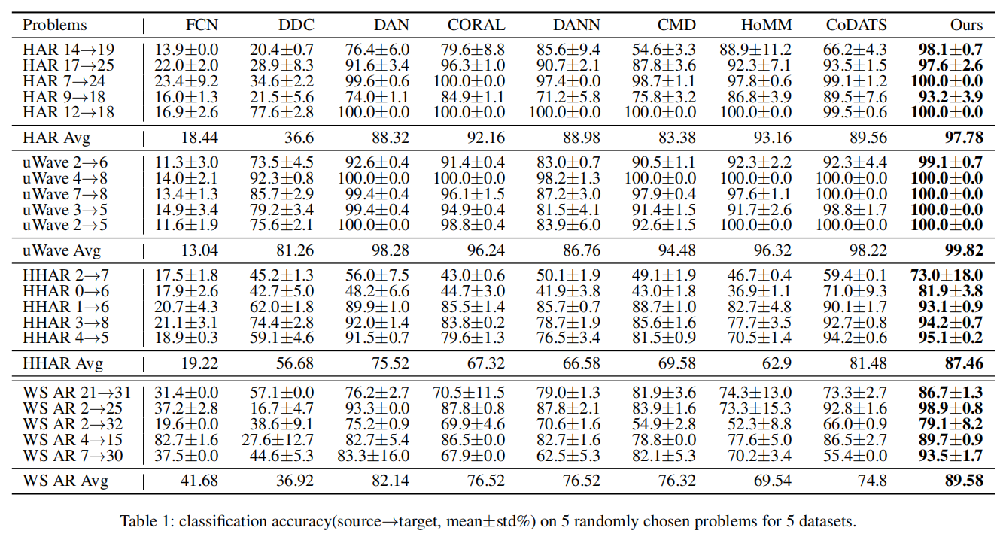 Problems FCN DDC DAN CORAL DANN CMD HoMM CoDATS Ours
HAR 14→19 13.9±0.0 20.4±0.7 76.4±6.0 79.6±8.8 85.6±9.4 54.6±3.3 88.9±11.2 66.2±4.3 98.1±0.7
HAR 17→25 22.0±2.0 28.9±8.3 91.6±3.4 96.3±1.0 90.7±2.1 87.8±3.6 92.3±7.1 93.5±1.5 97.6±2.6
HAR 7→24 23.4±9.2 34.6±2.2 99.6±0.6 100.0±0.0 97.4±0.0 98.7±1.1 97.8±0.6 99.1±1.2 100.0±0.0
HAR 9→18 16.0±1.3 21.5±5.6 74.0±1.1 84.9±1.1 71.2±5.8 75.8±3.2 86.8±3.9 89.5±7.6 93.2±3.9
HAR 12→18 16.9±2.6 77.6±2.8 100.0±0.0 100.0±0.0 100.0±0.0 100.0±0.0 100.0±0.0 99.5±0.6 100.0±0.0
HAR Avg 18.44 36.6 88.32 92.16 88.98 83.38 93.16 89.56 97.78
uWave 2→6 11.3±3.0 73.5±4.5 92.6±0.4 91.4±0.4 83.0±0.7 90.5±1.1 92.3±2.2 92.3±4.4 99.1±0.7
uWave 4→8 14.0±2.1 92.3±0.8 100.0±0.0 100.0±0.0 98.2±1.3 100.0±0.0 100.0±0.0 100.0±0.0 100.0±0.0
uWave 7→8 13.4±1.3 85.7±2.9 99.4±0.4 96.1±1.5 87.2±3.0 97.9±0.4 97.6±1.1 100.0±0.0 100.0±0.0
uWave 3→5 14.9±3.4 79.2±3.4 99.4±0.4 94.9±0.4 81.5±4.1 91.4±1.5 91.7±2.6 98.8±1.7 100.0±0.0
uWave 2→5 11.6±1.9 75.6±2.1 100.0±0.0 98.8±0.4 83.9±6.0 92.6±1.5 100.0±0.0 100.0±0.0 100.0±0.0
uWave Avg 13.04 81.26 98.28 96.24 86.76 94.48 96.32 98.22 99.82
HHAR 2→7 17.5±1.8 45.2±1.3 56.0±7.5 43.0±0.6 50.1±1.9 49.1±1.9 46.7±0.4 59.4±0.1 73.0±18.0
HHAR 0→6 17.9±2.6 42.7±5.0 48.2±6.6 44.7±3.0 41.9±3.8 43.0±1.8 36.9±1.1 71.0±9.3 81.9±3.8
HHAR 1→6 20.7±4.3 62.0±1.8 89.9±1.0 85.5±1.4 85.7±0.7 88.7±1.0 82.7±4.8 90.1±1.7 93.1±0.9
HHAR 3→8 21.1±3.1 74.4±2.8 92.0±1.4 83.8±0.2 78.7±1.9 85.6±1.6 77.7±3.5 92.7±0.8 94.2±0.7
HHAR 4→5 18.9±0.3 59.1±4.6 91.5±0.7 79.6±1.3 76.5±3.4 81.5±0.9 70.5±1.4 94.2±0.6 95.1±0.2
HHAR Avg 19.22 56.68 75.52 67.32 66.58 69.58 62.9 81.48 87.46
WS AR 21→31 31.4±0.0 57.1±0.0 76.2±2.7 70.5±11.5 79.0±1.3 81.9±3.6 74.3±13.0 73.3±2.7 86.7±1.3
WS AR 2→25 37.2±2.8 16.7±4.7 93.3±0.0 87.8±0.8 87.8±2.1 83.9±1.6 73.3±15.3 92.8±1.6 98.9±0.8
WS AR 2→32 19.6±0.0 38.6±9.1 75.2±0.9 69.9±4.6 70.6±1.6 54.9±2.8 52.3±8.8 66.0±0.9 79.1±8.2
WS AR 4→15 82.7±1.6 27.6±12.7 82.7±5.4 86.5±0.0 82.7±1.6 78.8±0.0 77.6±5.0 86.5±2.7 89.7±0.9
WS AR 7→30 37.5±0.0 44.6±5.3 83.3±16.0 67.9±0.0 62.5±5.3 82.1±5.3 70.2±3.4 55.4±0.0 93.5±1.7
WS AR Avg 41.68 36.92 82.14 76.52 76.52 76.32 69.54 74.8 89.58
Table 1: classification accuracy(source→target, mean±std%) on 5 randomly chosen problems for 5 datasets.